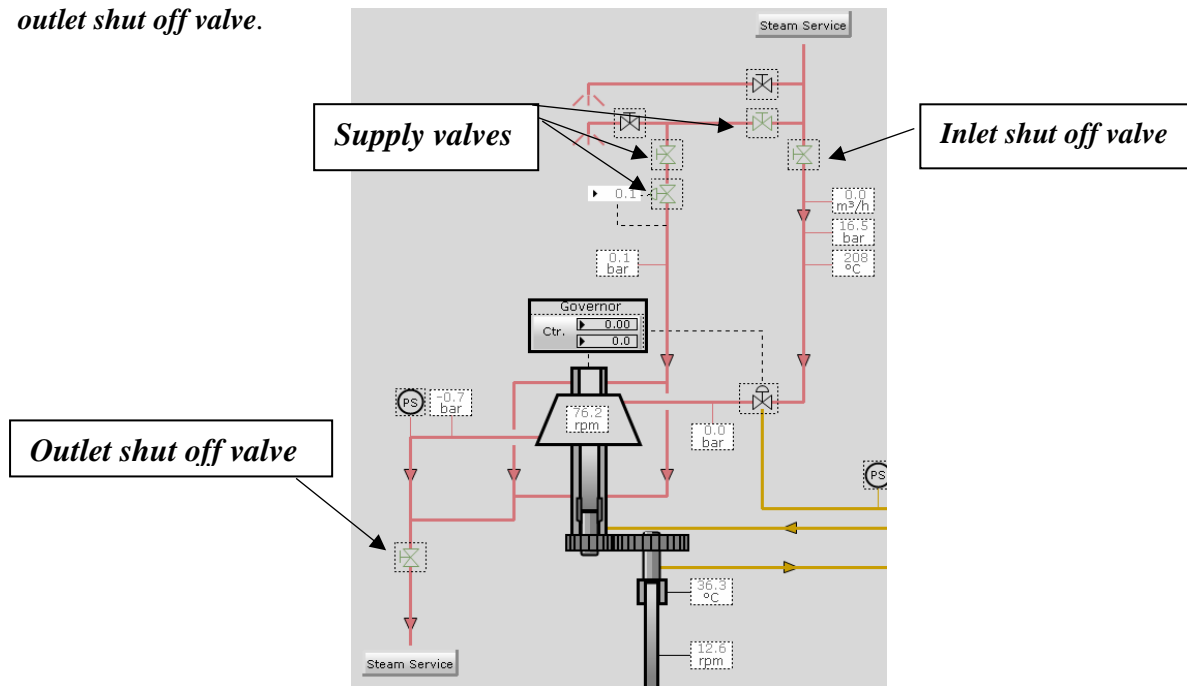 outlet shut off valve.
Steam Service
Supply valves
Inlet shut off valve
0.1
0.0
m³/h
16.5
bar
208
°C
0.1
bar
Governor
Ctr.
0.00
0.0
PS
-0.7
bar
76.2
rpm
0.0
bar
Outlet shut off valve
PS
36.3
°C
12.6
rpm
Steam Service